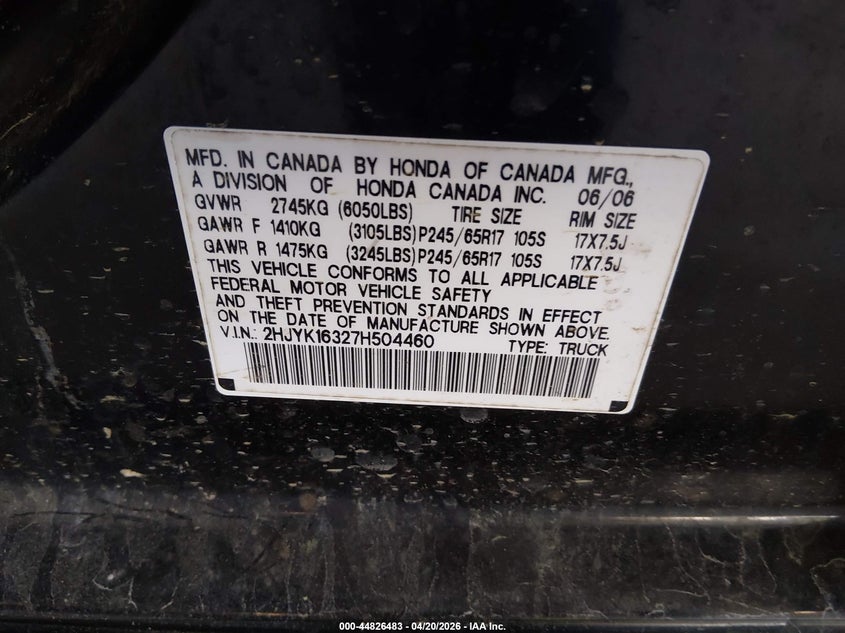 MFD. IN CANADA BY HONDA OF CANADA MFG.,
A DIVISION OF HONDA CANADA INC. 06/06
GVWR 2745KG (6050LBS) TIRE SIZE RIM SIZE
GAWR F 1410KG (3105LBS) P245/65R17 105S 17X7.5J
GAWR R 1475KG (3245LBS) P245/65R17 105S 17X7.5J
THIS VEHICLE CONFORMS TO ALL APPLICABLE
FEDERAL MOTOR VEHICLE SAFETY
AND THEFT PREVENTION STANDARDS IN EFFECT
ON THE DATE OF MANUFACTURE SHOWN ABOVE.
V.I.N.: 2HJYK16327H504460 TYPE: TRUCK
000-44826483 - 04/20/2026 - IAA Inc.